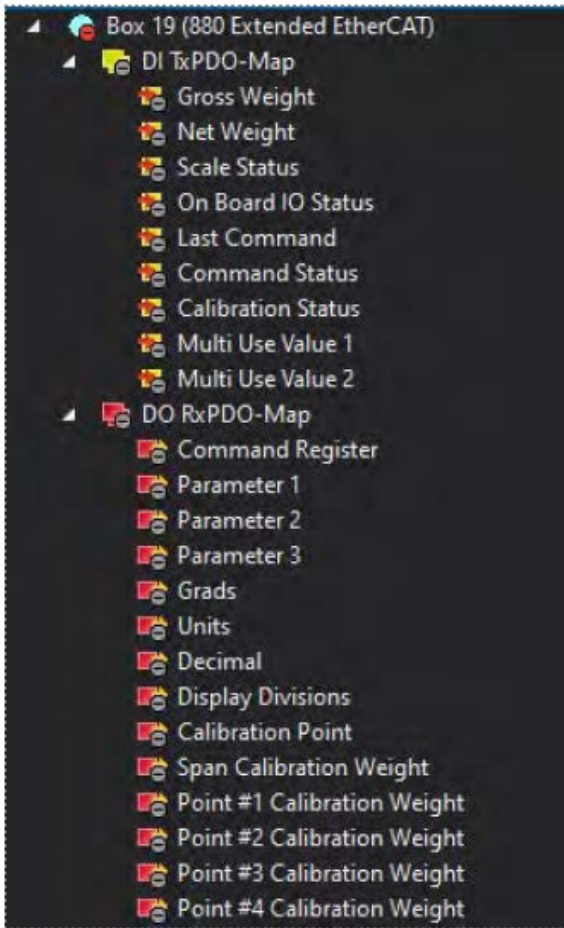 Box 19 (880 Extended EtherCAT)
DI TxPDO-Map
Gross Weight
Net Weight
Scale Status
On Board IO Status
Last Command
Command Status
Calibration Status
Multi Use Value 1
Multi Use Value 2
DO RxPDO-Map
Command Register
Parameter 1
Parameter 2
Parameter 3
Grads
Units
Decimal
Display Divisions
Calibration Point
Span Calibration Weight
Point #1 Calibration Weight
Point #2 Calibration Weight
Point #3 Calibration Weight
Point #4 Calibration Weight